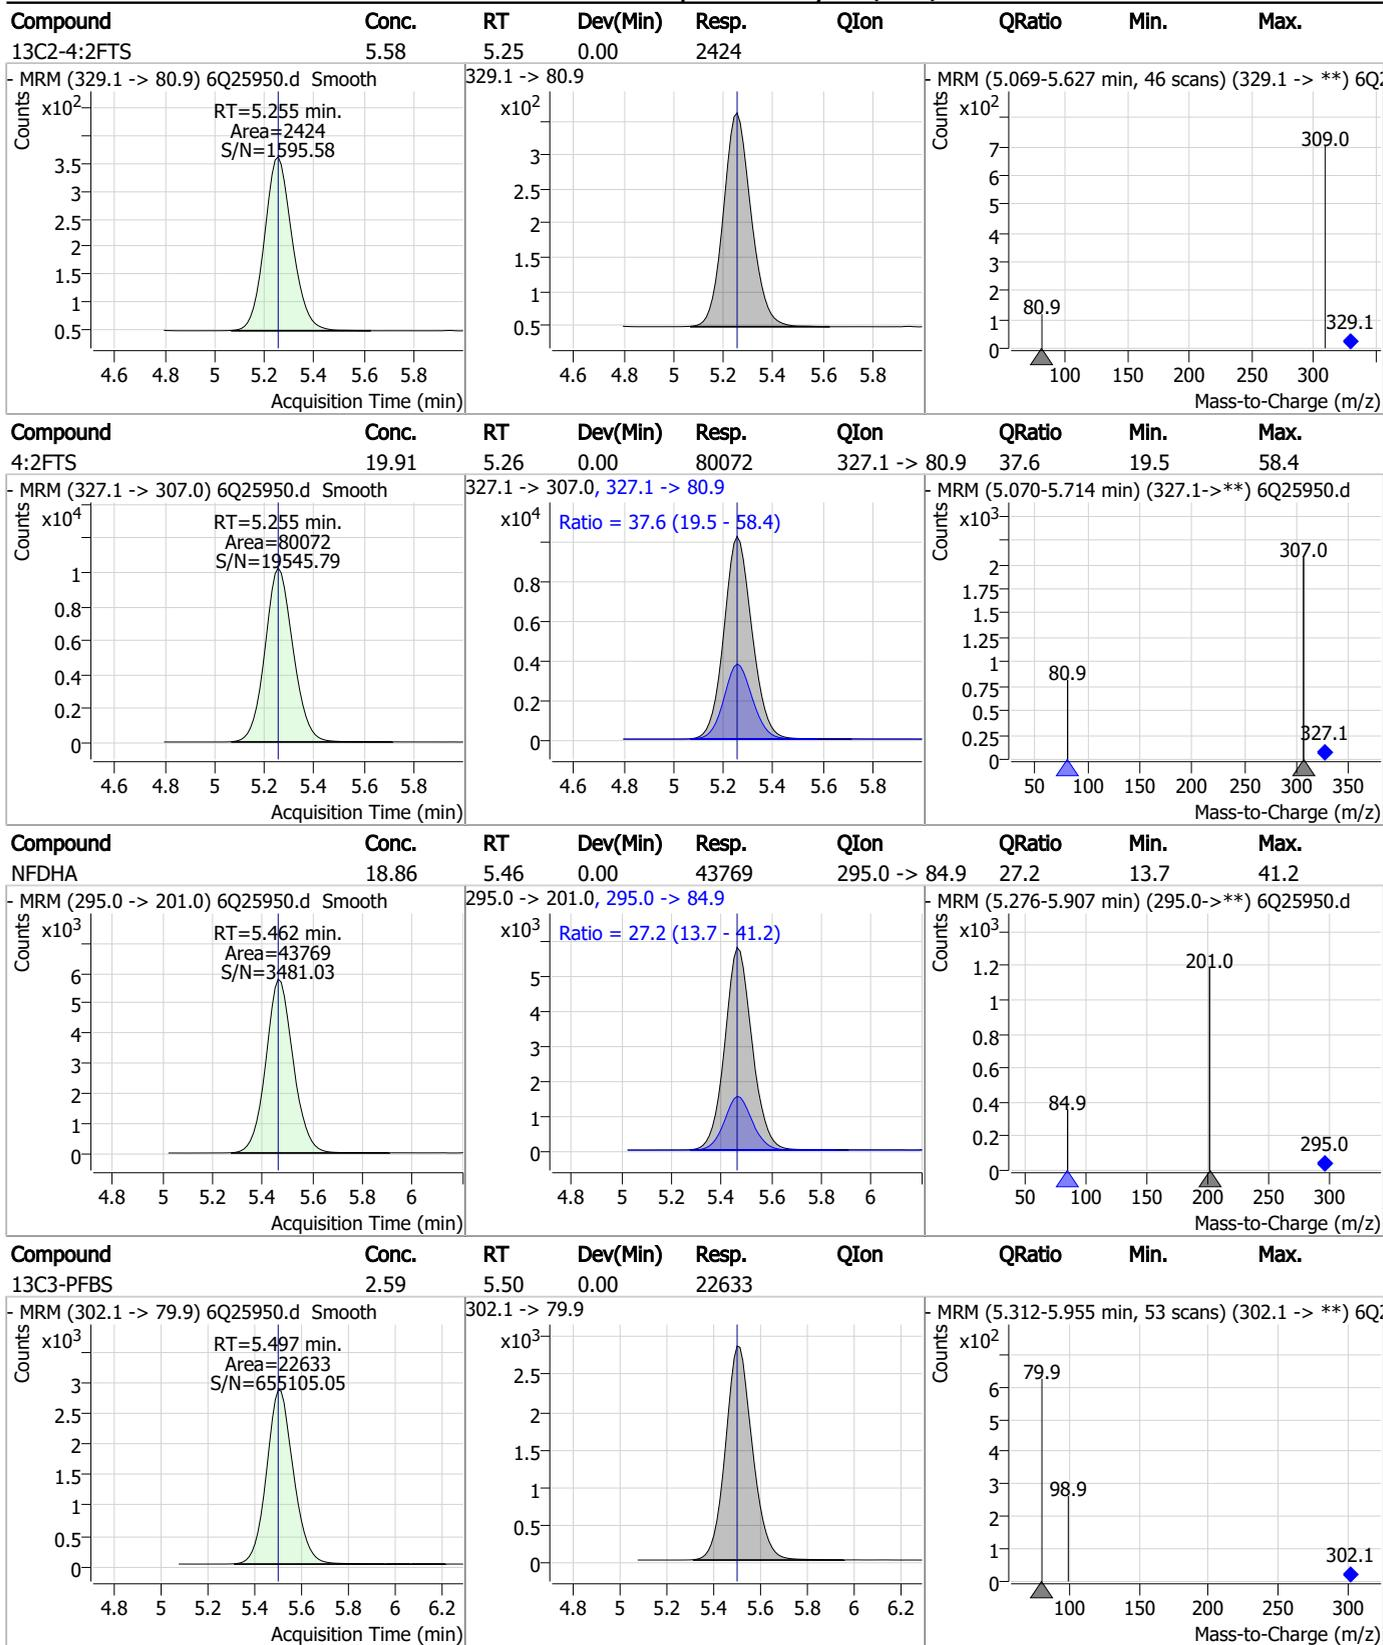 Compound Conc. RT Dev(Min) Resp. QIon QRatio Min. Max.
13C2-4:2FTS 5.58 5.25 0.00 2424
- MRM (329.1 -> 80.9) 6Q25950.d Smooth
Counts
x10²
RT=5.255 min.
Area=2424
S/N=1595.58
3.5
3
2.5
2
1.5
1
0.5
4.6 4.8 5 5.2 5.4 5.6 5.8
Acquisition Time (min)
329.1 -> 80.9
x10²
3
2.5
2
1.5
1
0.5
4.6 4.8 5 5.2 5.4 5.6 5.8
- MRM (5.069-5.627 min, 46 scans) (329.1 -> **)
Counts
x10²
309.0
7
6
5
4
3
2
80.9
1
329.1
0
100 150 200 250 300
Mass-to-Charge (m/z)
Compound Conc. RT Dev(Min) Resp. QIon QRatio Min. Max.
4:2FTS 19.91 5.26 0.00 80072 327.1 -> 80.9 37.6 19.5 58.4
- MRM (327.1 -> 307.0) 6Q25950.d Smooth
Counts
x10⁴
RT=5.255 min.
Area=80072
S/N=19545.79
1
0.8
0.6
0.4
0.2
0
4.6 4.8 5 5.2 5.4 5.6 5.8
Acquisition Time (min)
327.1 -> 307.0, 327.1 -> 80.9
x10⁴
Ratio = 37.6 (19.5 - 58.4)
0.8
0.6
0.4
0.2
0
4.6 4.8 5 5.2 5.4 5.6 5.8
- MRM (5.070-5.714 min) (327.1->**) 6Q25950.d
Counts
x10³
307.0
2
1.75
1.5
1.25
1
80.9
0.75
0.5
327.1
0.25
0
50 100 150 200 250 300 350
Mass-to-Charge (m/z)
Compound Conc. RT Dev(Min) Resp. QIon QRatio Min. Max.
NFDHA 18.86 5.46 0.00 43769 295.0 -> 84.9 27.2 13.7 41.2
- MRM (295.0 -> 201.0) 6Q25950.d Smooth
Counts
x10³
RT=5.462 min.
Area=43769
S/N=3481.03
6
5
4
3
2
1
0
4.8 5 5.2 5.4 5.6 5.8 6
Acquisition Time (min)
295.0 -> 201.0, 295.0 -> 84.9
x10³
Ratio = 27.2 (13.7 - 41.2)
5
4
3
2
1
0
4.8 5 5.2 5.4 5.6 5.8 6
- MRM (5.276-5.907 min) (295.0->**) 6Q25950.d
Counts
x10³
201.0
1.2
1
0.8
0.6
84.9
0.4
295.0
0.2
0
50 100 150 200 250 300
Mass-to-Charge (m/z)
Compound Conc. RT Dev(Min) Resp. QIon QRatio Min. Max.
13C3-PFBS 2.59 5.50 0.00 22633
- MRM (302.1 -> 79.9) 6Q25950.d Smooth
Counts
x10³
RT=5.497 min.
Area=22633
S/N=655105.05
3
2.5
2
1.5
1
0.5
0
4.8 5 5.2 5.4 5.6 5.8 6 6.2
Acquisition Time (min)
302.1 -> 79.9
x10³
2.5
2
1.5
1
0.5
0
4.8 5 5.2 5.4 5.6 5.8 6 6.2
- MRM (5.312-5.955 min, 53 scans) (302.1 -> **)
Counts
x10²
79.9
6
5
4
3
98.9
2
302.1
1
0
100 150 200 250 300
Mass-to-Charge (m/z)